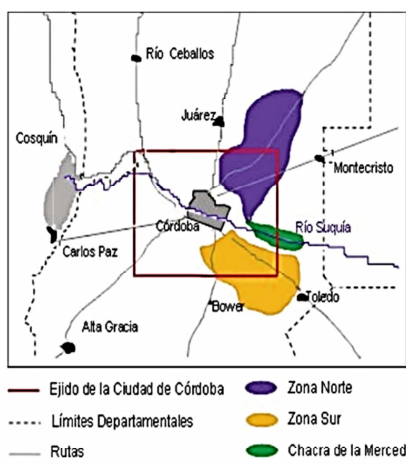 Río Ceballos
Juárez
Cosquín
Montecristo
Río Suquía
Córdoba
Carlos Paz
Toledo
Bower
Alta Gracia
Ejido de la Ciudad de Córdoba
Zona Norte
Límites Departamentales
Zona Sur
Rutas
Chacra de la Merced